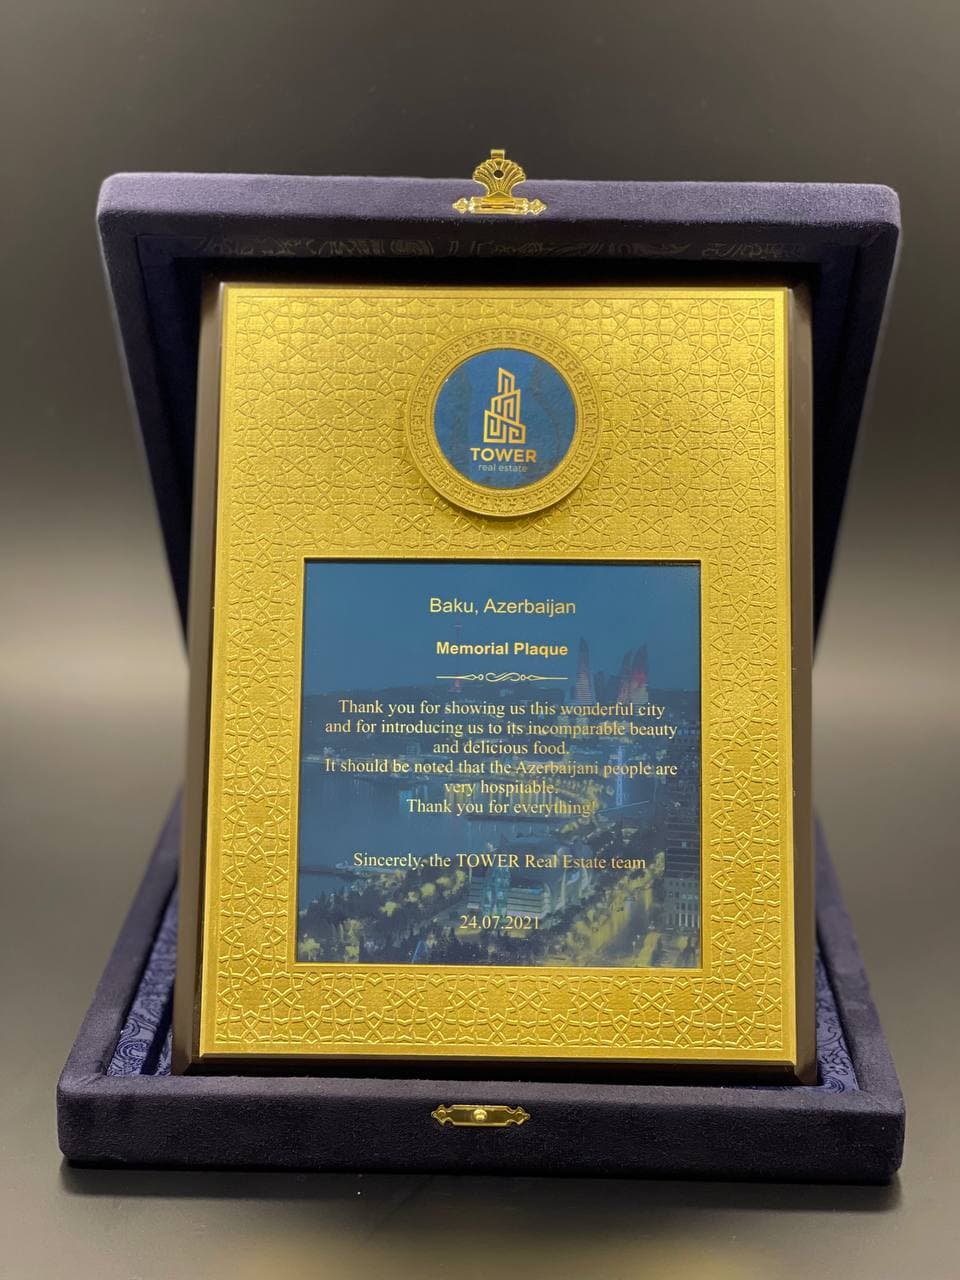 TOWER
real estate
Baku, Azerbaijan
Memorial Plaque
Thank you for showing us this wonderful city
and for introducing us to its incomparable beauty
and delicious food.
It should be noted that the Azerbaijani people are
very hospitable.
Thank you for everything!
Sincerely, the TOWER Real Estate team
24.07.2021